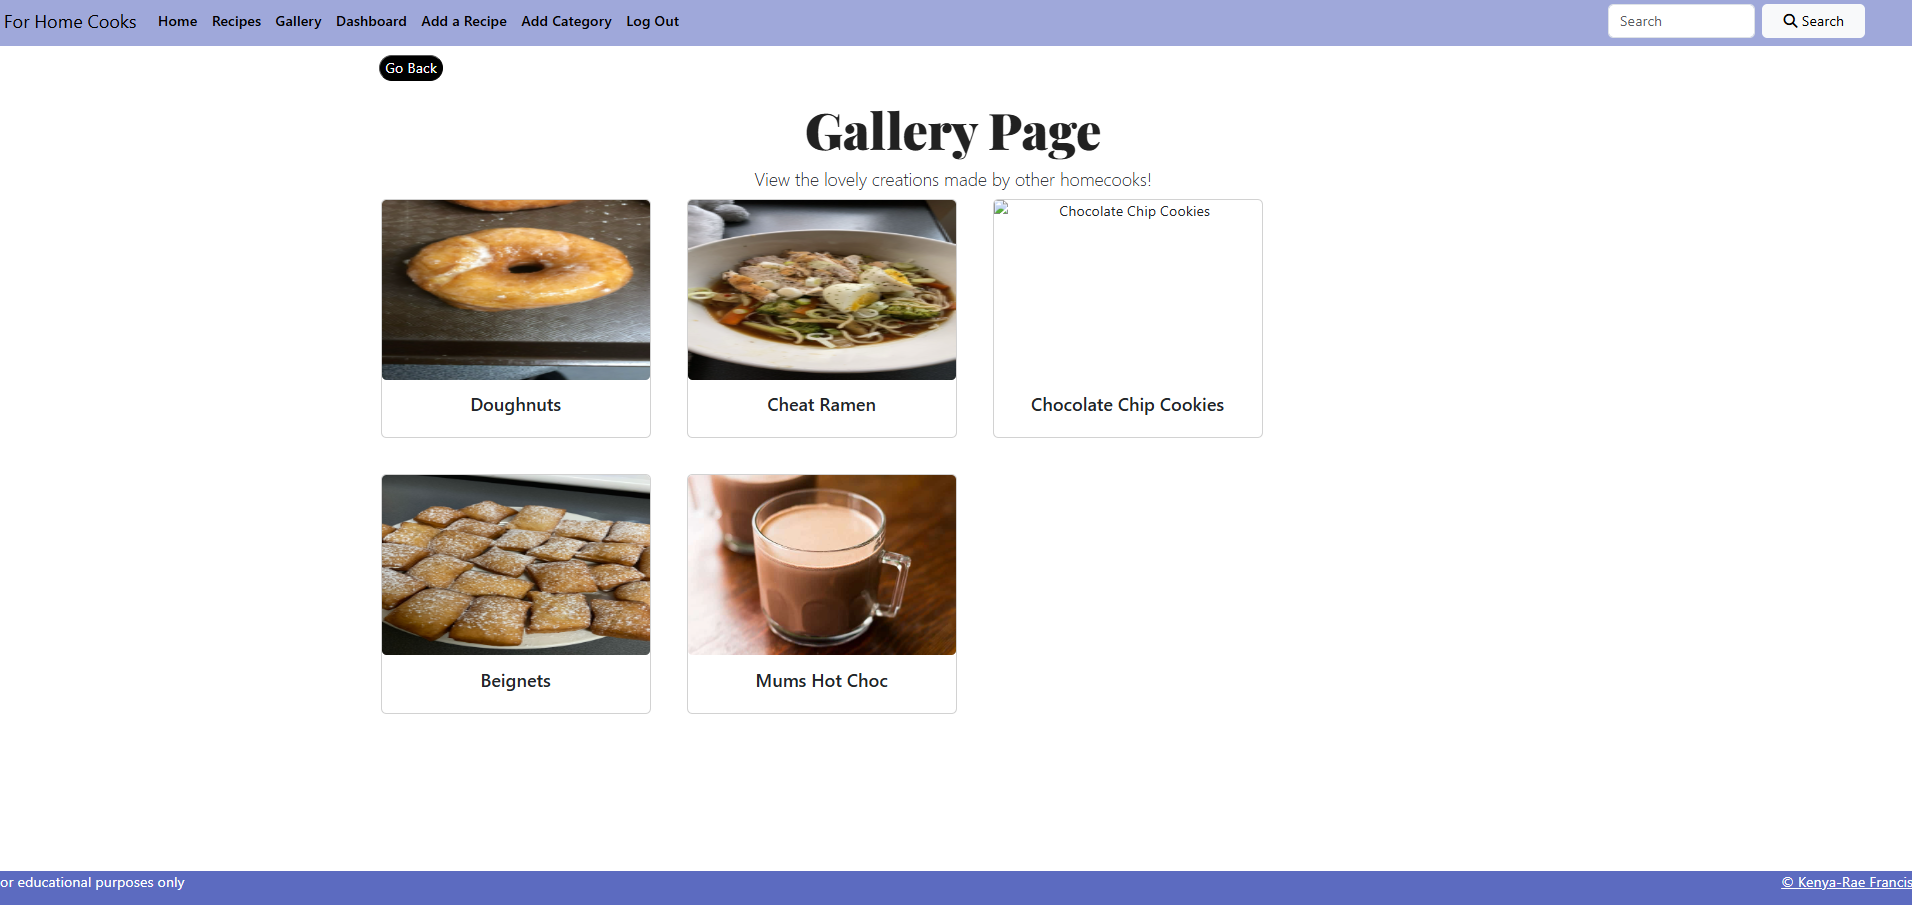 For Home Cooks Home Recipes Gallery Dashboard Add a Recipe Add Category Log Out Search Search
Go Back
Gallery Page
View the lovely creations made by other homecooks!
Chocolate Chip Cookies
Doughnuts Cheat Ramen Chocolate Chip Cookies
Beignets Mums Hot Choc
or educational purposes only © Kenya-Rae Francis